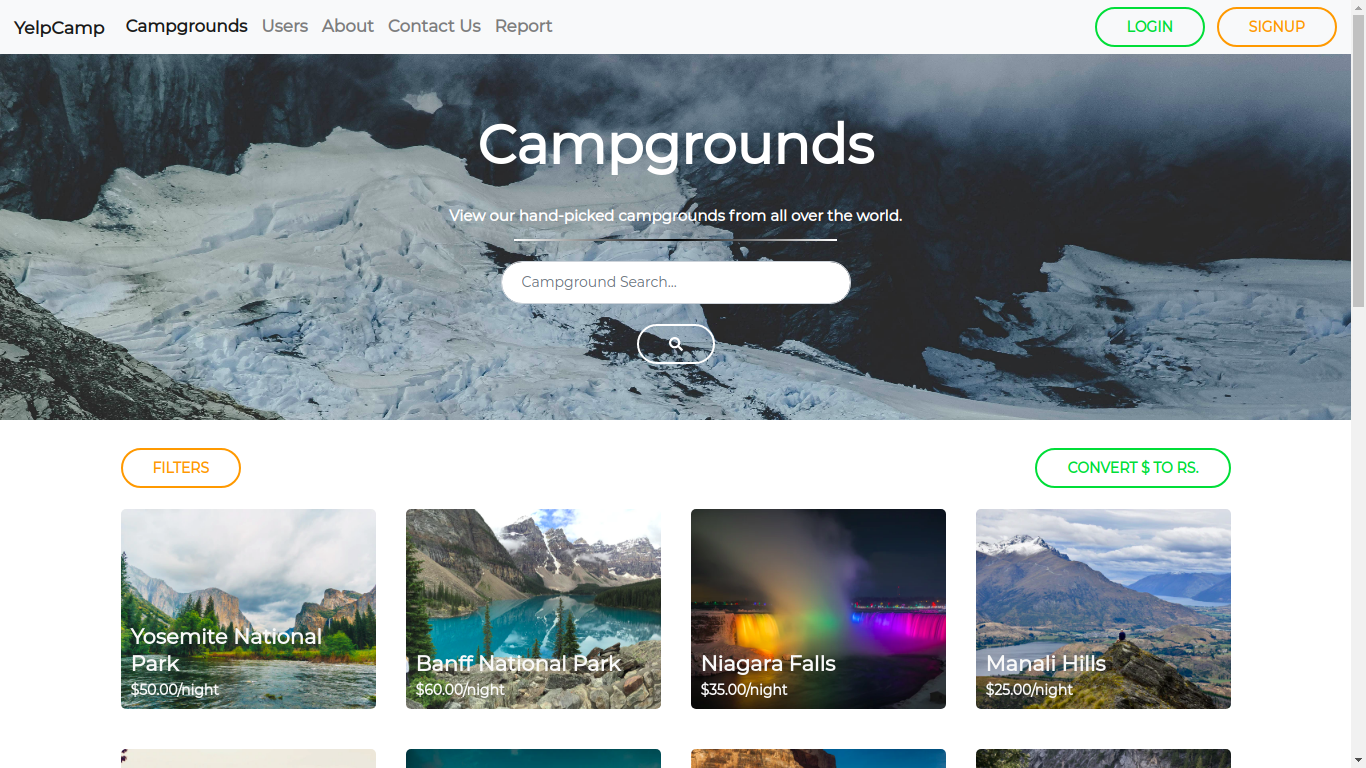 YelpCamp Campgrounds Users About Contact Us Report LOGIN SIGNUP
Campgrounds
View our hand-picked campgrounds from all over the world.
Campground Search...
FILTERS CONVERT $ TO RS.
Yosemite National
Park
$50.00/night
Banff National Park
$60.00/night
Niagara Falls
$35.00/night
Manali Hills
$25.00/night